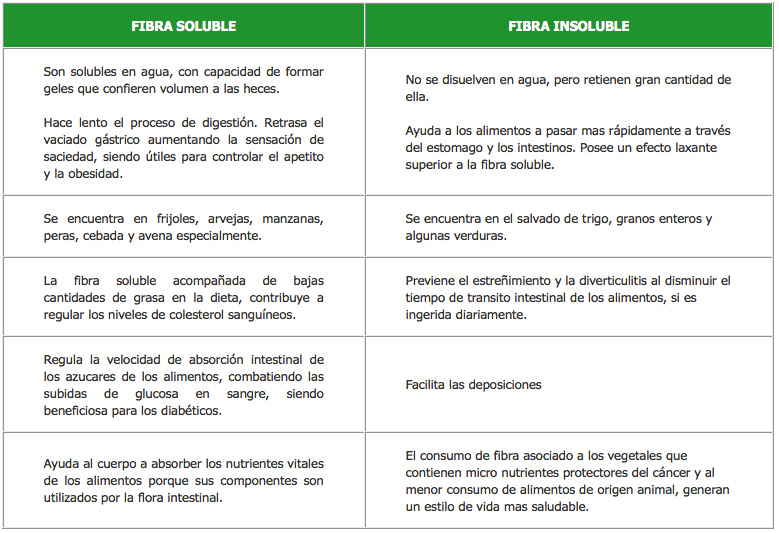 FIBRA SOLUBLE
FIBRA INSOLUBLE
Son solubles en agua, con capacidad de formar
geles que confieren volumen a las heces.
Hace lento el proceso de digestión. Retrasa el
vaciado gástrico aumentando la sensación de
saciedad, siendo útiles para controlar el apetito
y la obesidad.
No se disuelven en agua, pero retienen gran cantidad de
ella.
Ayuda a los alimentos a pasar mas rápidamente a través
del estomago y los intestinos. Posee un efecto laxante
superior a la fibra soluble.
Se encuentra en frijoles, arvejas, manzanas,
peras, cebada y avena especialmente.
Se encuentra en el salvado de trigo, granos enteros y
algunas verduras.
La fibra soluble acompañada de bajas
cantidades de grasa en la dieta, contribuye a
regular los niveles de colesterol sanguíneos.
Previene el estreñimiento y la diverticulitis al disminuir el
tiempo de transito intestinal de los alimentos, si es
ingerida diariamente.
Regula la velocidad de absorción intestinal de
los azucares de los alimentos, combatiendo las
subidas de glucosa en sangre, siendo
beneficiosa para los diabéticos.
Facilita las deposiciones
Ayuda al cuerpo a absorber los nutrientes vitales
de los alimentos porque sus componentes son
utilizados por la flora intestinal.
El consumo de fibra asociado a los vegetales que
contienen micro nutrientes protectores del cáncer y al
menor consumo de alimentos de origen animal, generan
un estilo de vida mas saludable.